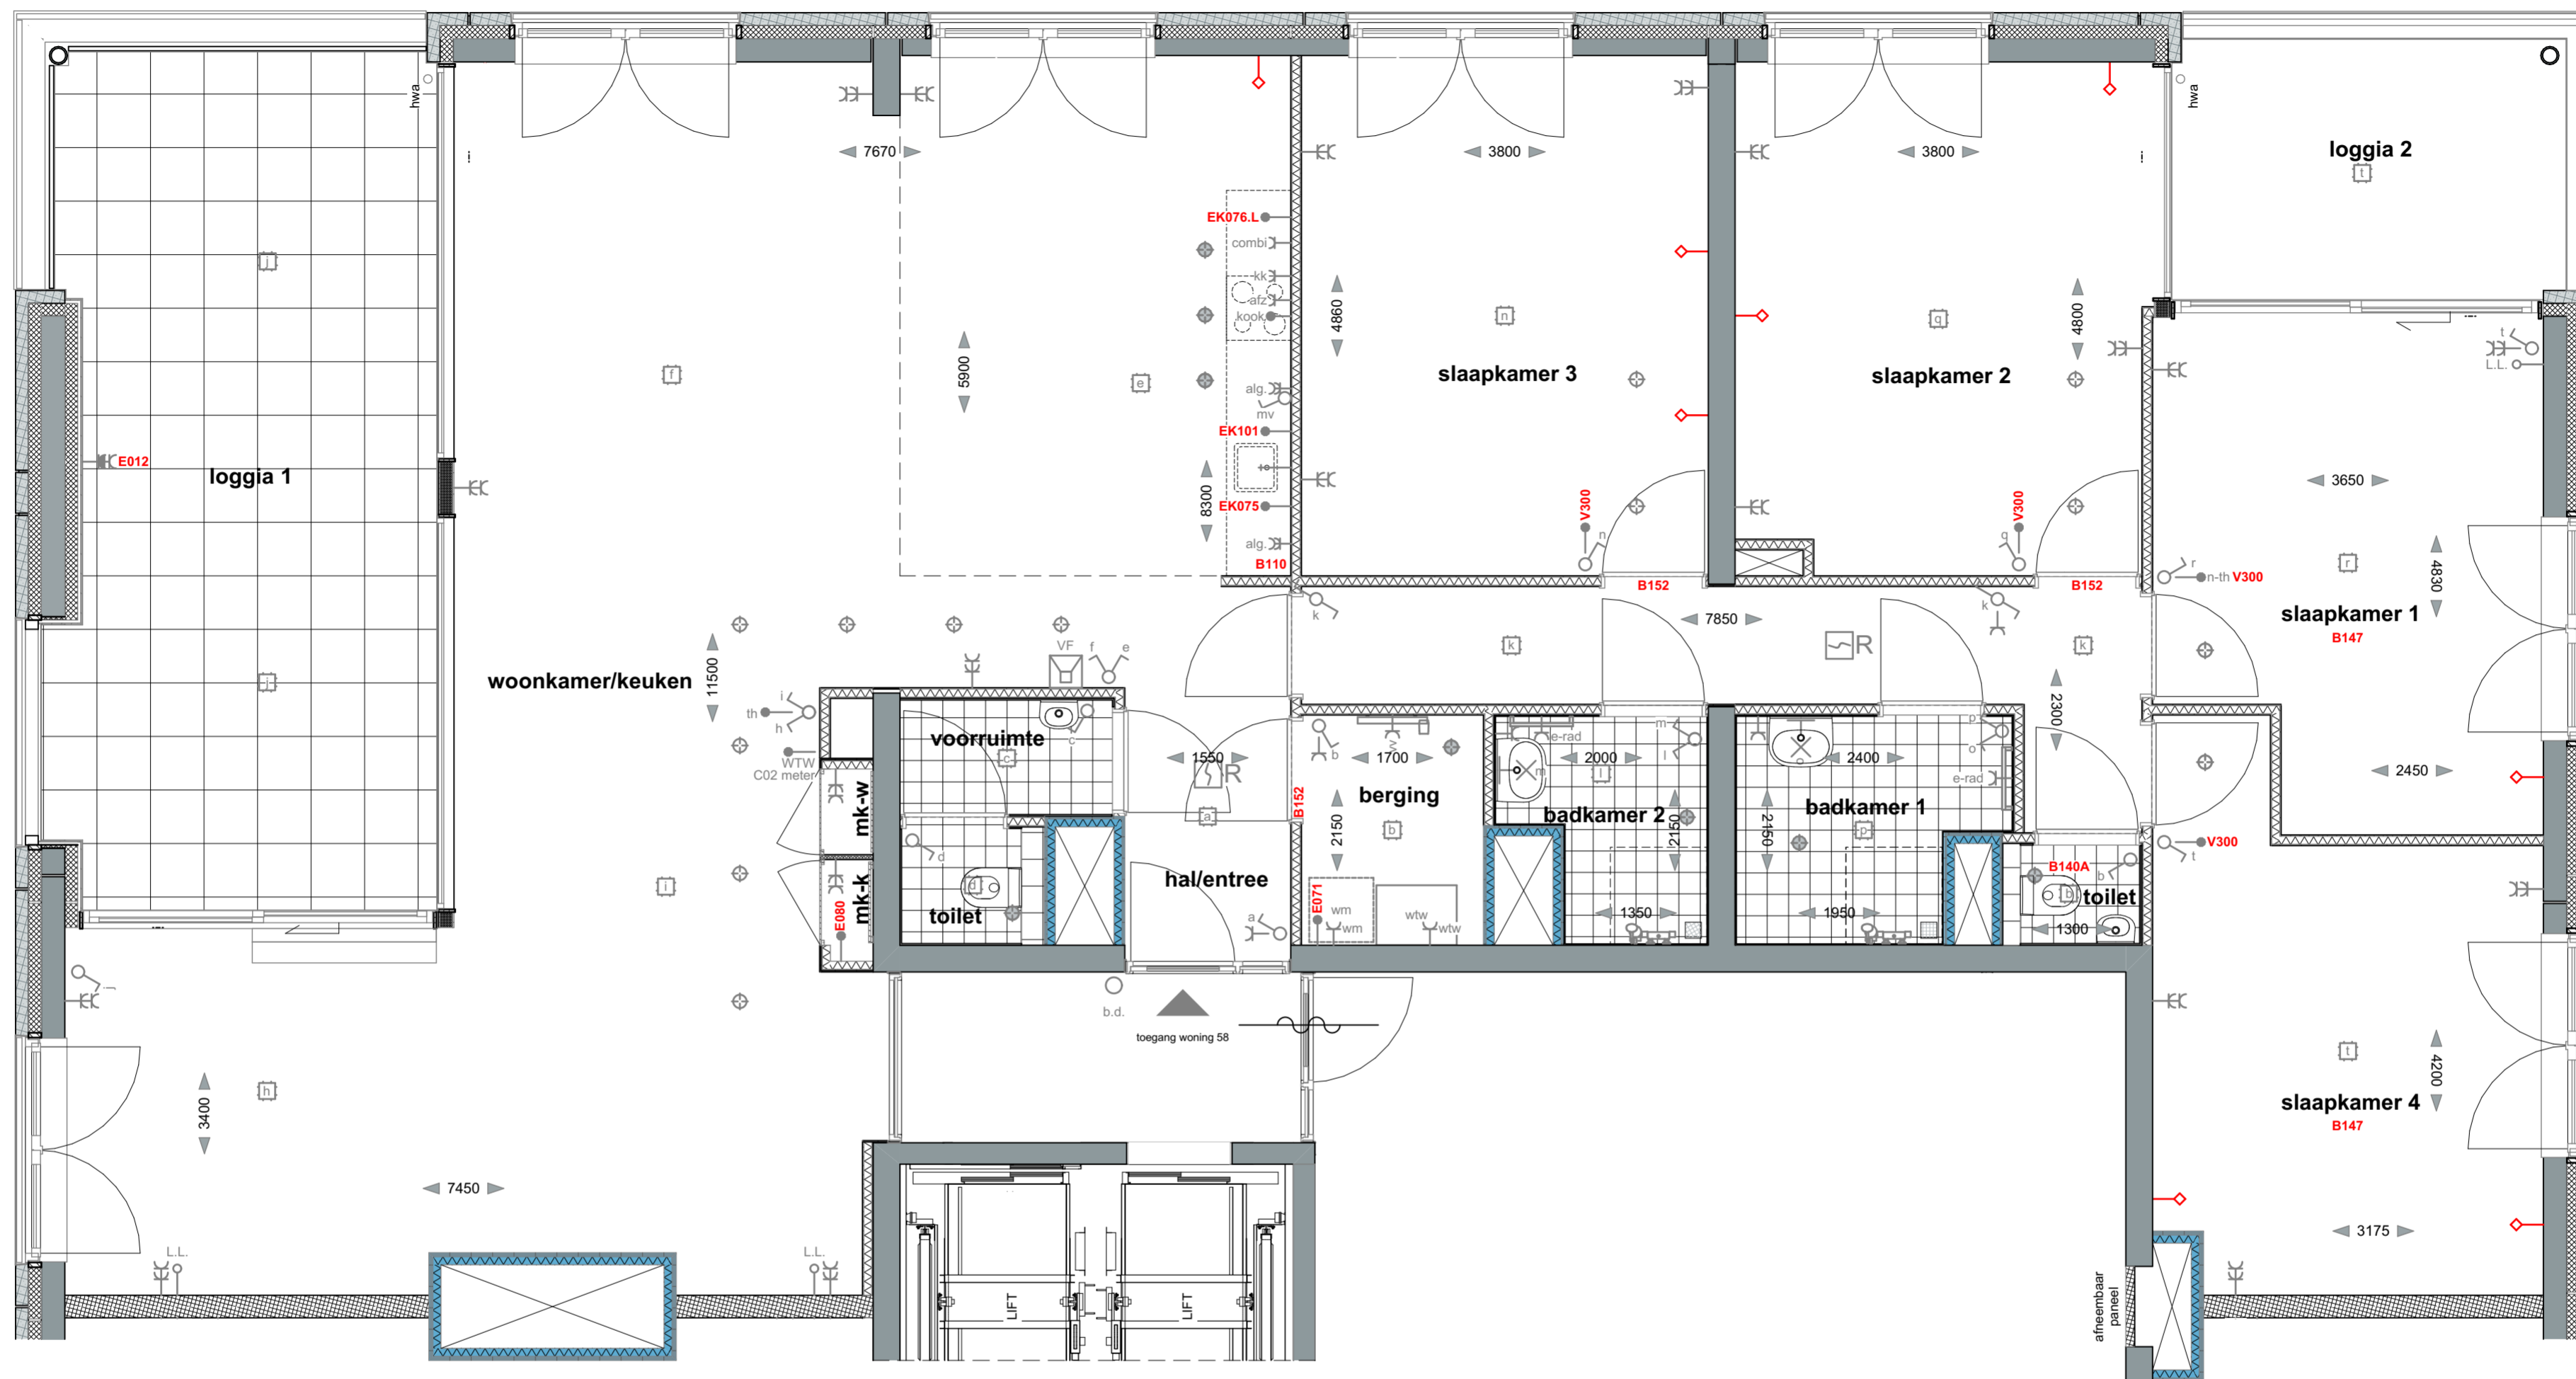 hwa
hwa
loggia 2
t
7670
3800
3800
EK076.L
combi
kk
afz
kook
j
4860
n
slaapkamer 3
q
4800
slaapkamer 2
t
L.L.
f
5900
e
alg.
mv
EK101
E012
loggia 1
8300
EK075
alg.
B110
V300
n
B152
V300
q
B152
3650
r
n-th V300
r
4830
slaapkamer 1
B147
k
7850
k
k
R
k
VF
f
e
j
woonkamer/keuken
11500
i
th
h
WTW
C02 meter
voorruimte
c
c
1550
R
a
B152
b
w
1700
berging
2150
b
e-rad
2000
m
l
m
l
badkamer 2
2150
2400
p
o
o
e-rad
badkamer 1
2150
p
2300
2450
mk-w
mk-k
E080
d
d
toilet
hal/entree
a
E071
wm
wm
wtw
wtw
1350
1950
B140A
b
b
toilet
1300
V300
t
i
j
b.d.
toegang woning 58
h
3400
7450
L.L.
L.L.
LIFT
LIFT
t
4200
slaapkamer 4
B147
3175
afneembaar
paneel